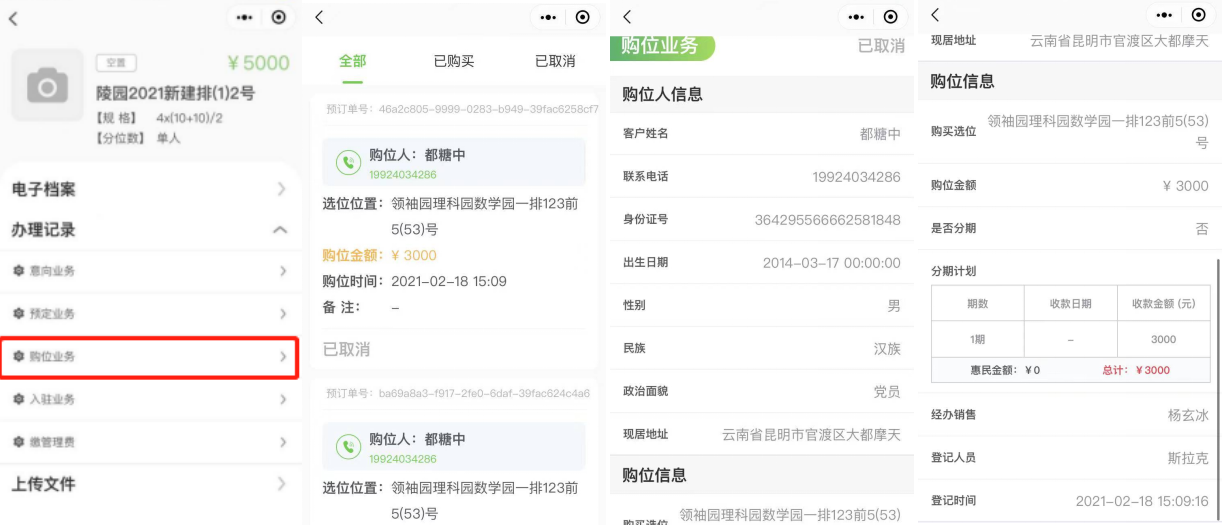 空置
¥5000
陵园2021新建排(1)2号
【规 格】 4x(10+10)/2
【分位数】 单人
电子档案
办理记录
意向业务
预定业务
购位业务
入驻业务
缴管理费
上传文件
全部 已购买 已取消
预订单号：46a2c805-9999-0283-b949-39fac6258cf7
购位人：都糖中
19924034286
选位位置：领袖园理科园数学园一排123前
5(53)号
购位金额：¥ 3000
购位时间：2021-02-18 15:09
备 注： -
已取消
预订单号：ba69a8a3-f917-2fe0-6daf-39fac624c4a6
购位人：都糖中
19924034286
选位位置：领袖园理科园数学园一排123前
5(53)号
购位业务 已取消
购位人信息
客户姓名 都糖中
联系电话 19924034286
身份证号 364295566662581848
出生日期 2014-03-17 00:00:00
性别 男
民族 汉族
政治面貌 党员
现居地址 云南省昆明市官渡区大都摩天
购位信息
购买选位 领袖园理科园数学园一排123前5(53)
现居地址 云南省昆明市官渡区大都摩天
购位信息
购买选位 领袖园理科园数学园一排123前5(53)
号
购位金额 ¥ 3000
是否分期 否
分期计划
期数 收款日期 收款金额 (元)
1期 - 3000
惠民金额：¥0 总计：¥3000
经办销售 杨玄冰
登记人员 斯拉克
登记时间 2021-02-18 15:09:16